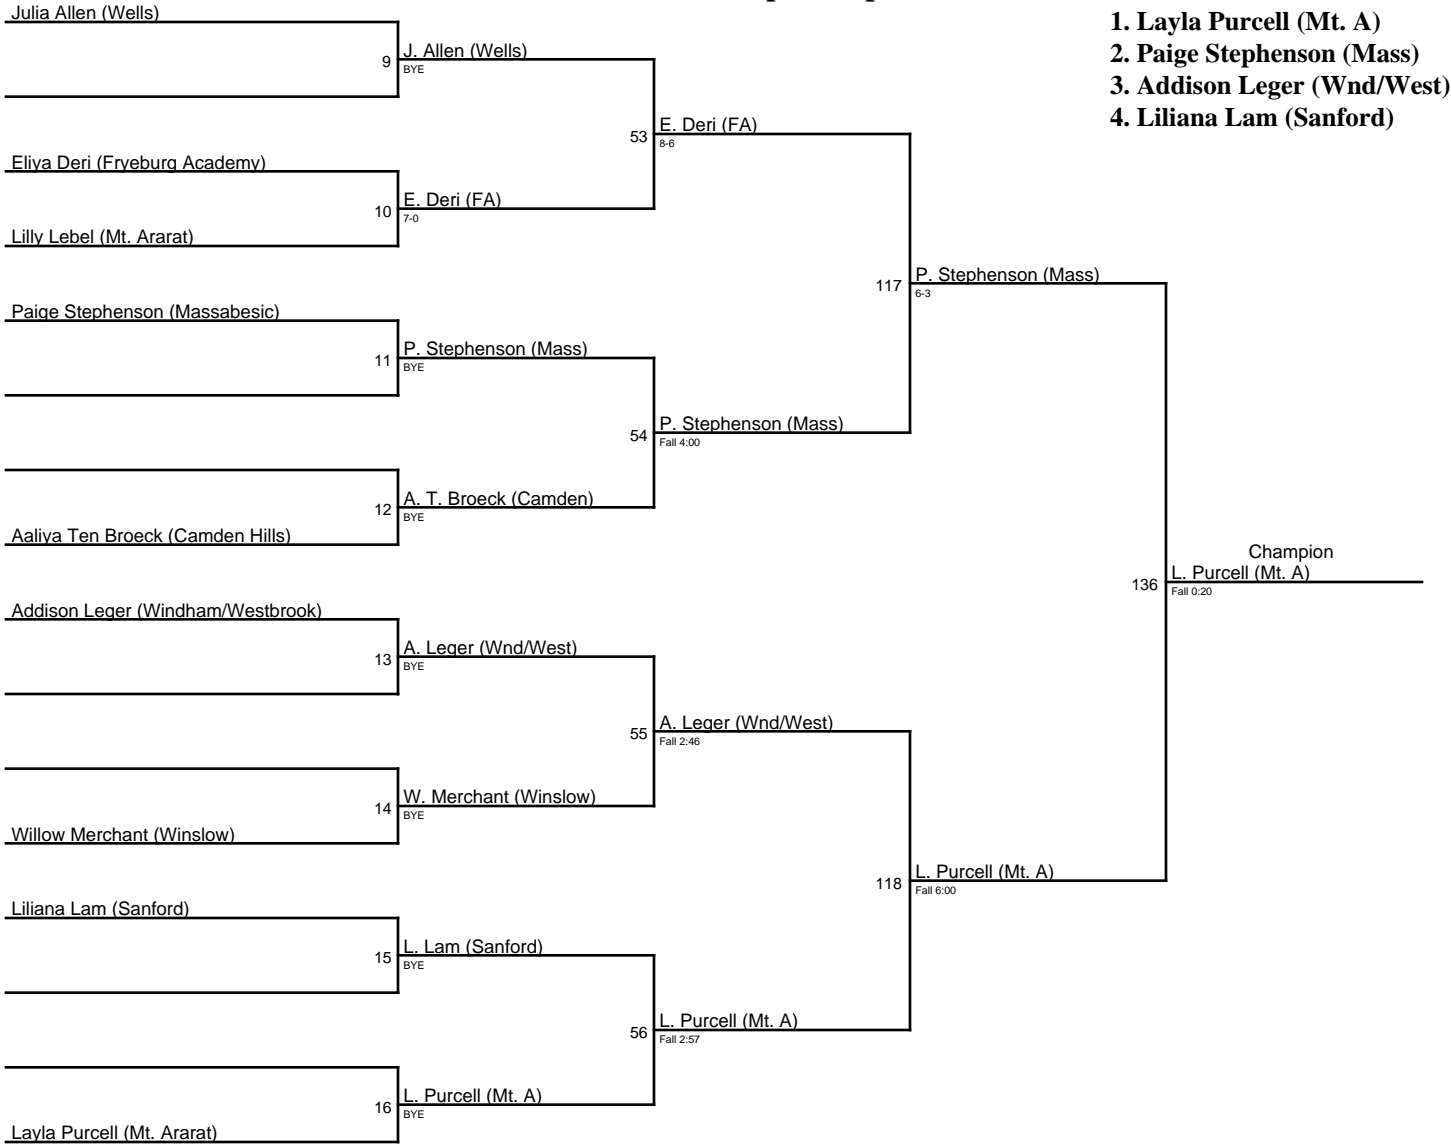 1. Layla Purcell (Mt. A)
2. Paige Stephenson (Mass)
3. Addison Leger (Wnd/West)
4. Liliana Lam (Sanford)
Julia Allen (Wells)
9
J. Allen (Wells)
BYE
53
E. Deri (FA)
8-6
Eliya Deri (Fryeburg Academy)
10
E. Deri (FA)
7-0
Lilly Lebel (Mt. Ararat)
117
P. Stephenson (Mass)
6-3
Paige Stephenson (Massabesic)
11
P. Stephenson (Mass)
BYE
54
P. Stephenson (Mass)
Fall 4:00
12
A. T. Broeck (Camden)
BYE
Aaliya Ten Broeck (Camden Hills)
Champion
136
L. Purcell (Mt. A)
Fall 0:20
Addison Leger (Windham/Westbrook)
13
A. Leger (Wnd/West)
BYE
55
A. Leger (Wnd/West)
Fall 2:46
14
W. Merchant (Winslow)
BYE
Willow Merchant (Winslow)
118
L. Purcell (Mt. A)
Fall 6:00
Liliana Lam (Sanford)
15
L. Lam (Sanford)
BYE
56
L. Purcell (Mt. A)
Fall 2:57
16
L. Purcell (Mt. A)
BYE
Layla Purcell (Mt. Ararat)